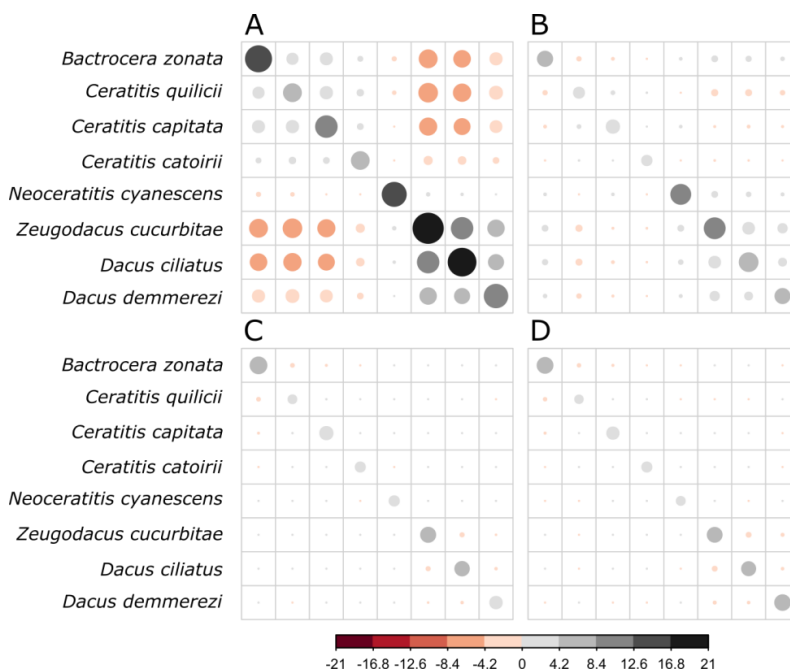 A B
Bactrocera zonata
Ceratitis quilicii
Ceratitis capitata
Ceratitis catoirii
Neoceratitis cyanescens
Zeugodacus cucurbitae
Dacus ciliatus
Dacus demmerezi
C D
Bactrocera zonata
Ceratitis quilicii
Ceratitis capitata
Ceratitis catoirii
Neoceratitis cyanescens
Zeugodacus cucurbitae
Dacus ciliatus
Dacus demmerezi
-21 -16.8 -12.6 -8.4 -4.2 0 4.2 8.4 12.6 16.8 21